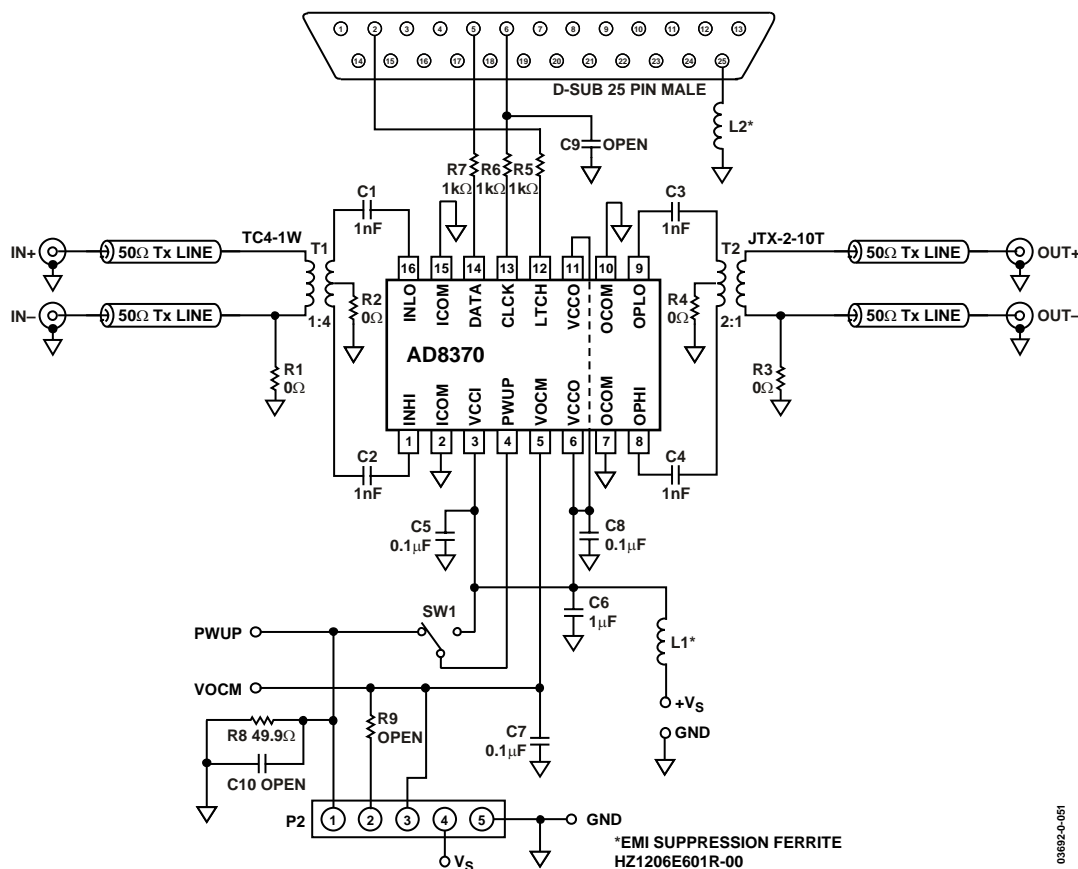 1 2 3 4 5 6 7 8 9 10 11 12 13
14 15 16 17 18 19 20 21 22 23 24 25
D-SUB 25 PIN MALE
L2*
C9 OPEN
R7 R6 R5
1kΩ 1kΩ 1kΩ
C1
1nF
C3
1nF
TC4-1W
T1
1:4
T2
JTX-2-10T
2:1
IN+
50Ω Tx LINE
50Ω Tx LINE
OUT+
IN–
50Ω Tx LINE
50Ω Tx LINE
OUT–
R2
0Ω
R4
0Ω
R1
0Ω
R3
0Ω
16 15 14 13 12 11 10 9
INLO ICOM DATA CLCK LTCH VCCO OCOM OPLO
AD8370
INHI ICOM VCCI PWUP VOCM VCCO OCOM OPHI
1 2 3 4 5 6 7 8
C2
1nF
C4
1nF
C5
0.1μF
C8
0.1μF
C6
1μF
SW1
L1*
PWUP
VOCM
+VS
GND
R9
OPEN
C7
0.1μF
R8 49.9Ω
C10 OPEN
P2
1 2 3 4 5
GND
VS
*EMI SUPPRESSION FERRITE
HZ1206E601R-00
03692-0-051